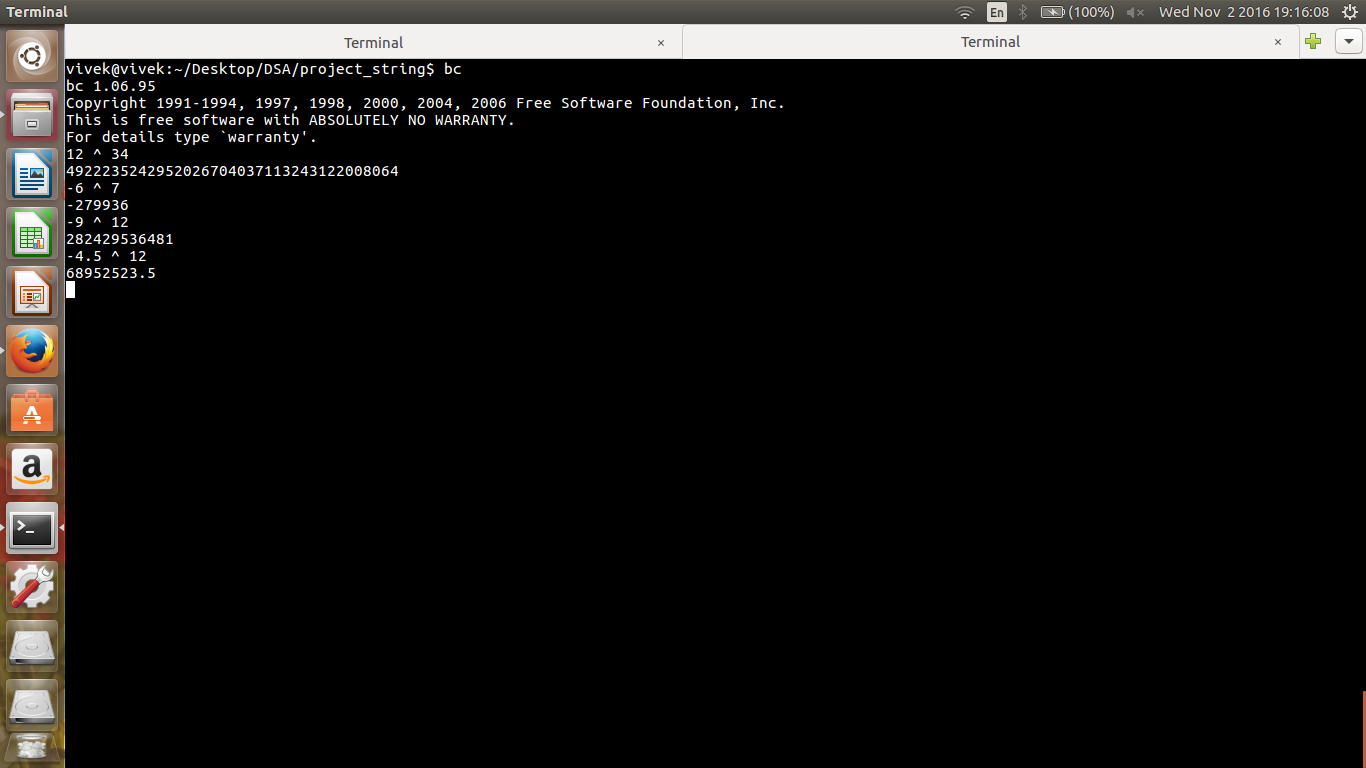 Terminal
En
(100%)
Wed Nov 2 2016 19:16:08
Terminal ×
Terminal ×
vivek@vivek:~/Desktop/DSA/project_string$ bc
bc 1.06.95
Copyright 1991-1994, 1997, 1998, 2000, 2004, 2006 Free Software Foundation, Inc.
This is free software with ABSOLUTELY NO WARRANTY.
For details type `warranty'.
12 ^ 34
4922235242952026704037113243122008064
-6 ^ 7
-279936
-9 ^ 12
282429536481
-4.5 ^ 12
68952523.5
A
a
>_